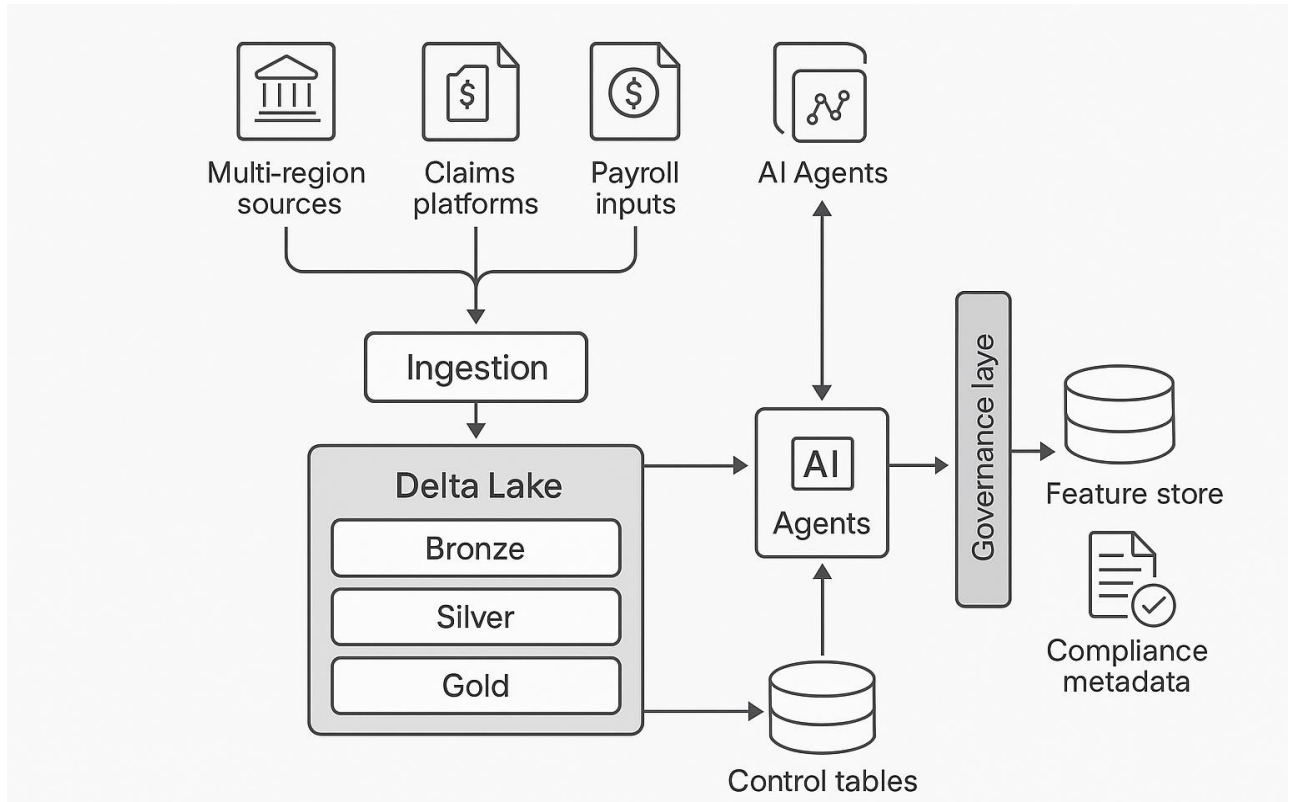 Multi-region
sources
Claims
platforms
$
Payroll
inputs
$
AI Agents
Ingestion
Delta Lake
Bronze
Silver
Gold
AI
Agents
Control tables
Governance laye
Feature store
Compliance
metadata